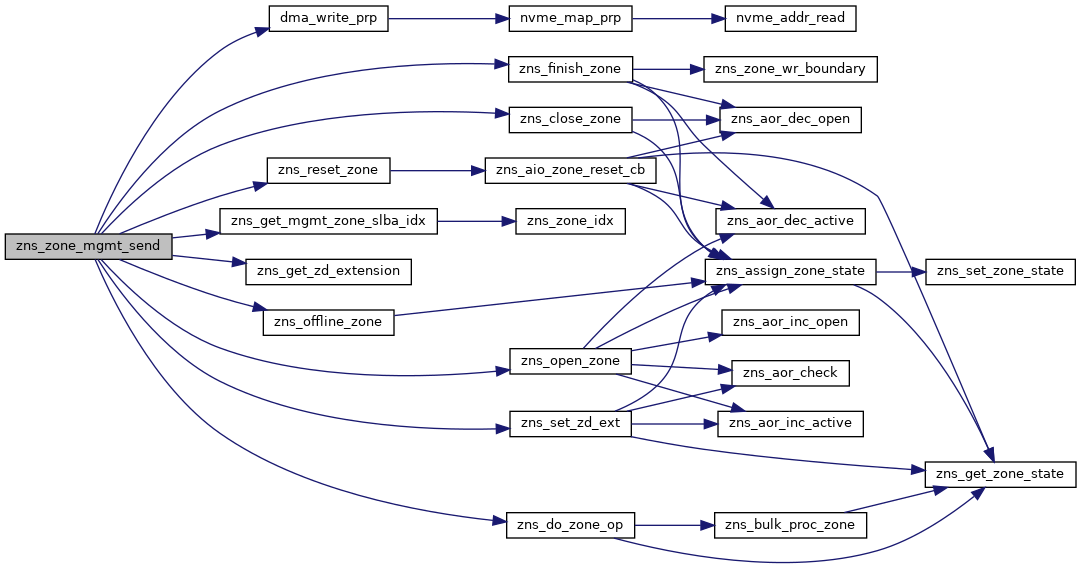 dma_write_prp
nvme_map_prp
nvme_addr_read
zns_finish_zone
zns_zone_wr_boundary
zns_close_zone
zns_aor_dec_open
zns_reset_zone
zns_aio_zone_reset_cb
zns_get_mgmt_zone_slba_idx
zns_zone_idx
zns_aor_dec_active
zns_zone_mgmt_send
zns_get_zd_extension
zns_assign_zone_state
zns_set_zone_state
zns_offline_zone
zns_aor_inc_open
zns_open_zone
zns_aor_check
zns_set_zd_ext
zns_aor_inc_active
zns_get_zone_state
zns_do_zone_op
zns_bulk_proc_zone